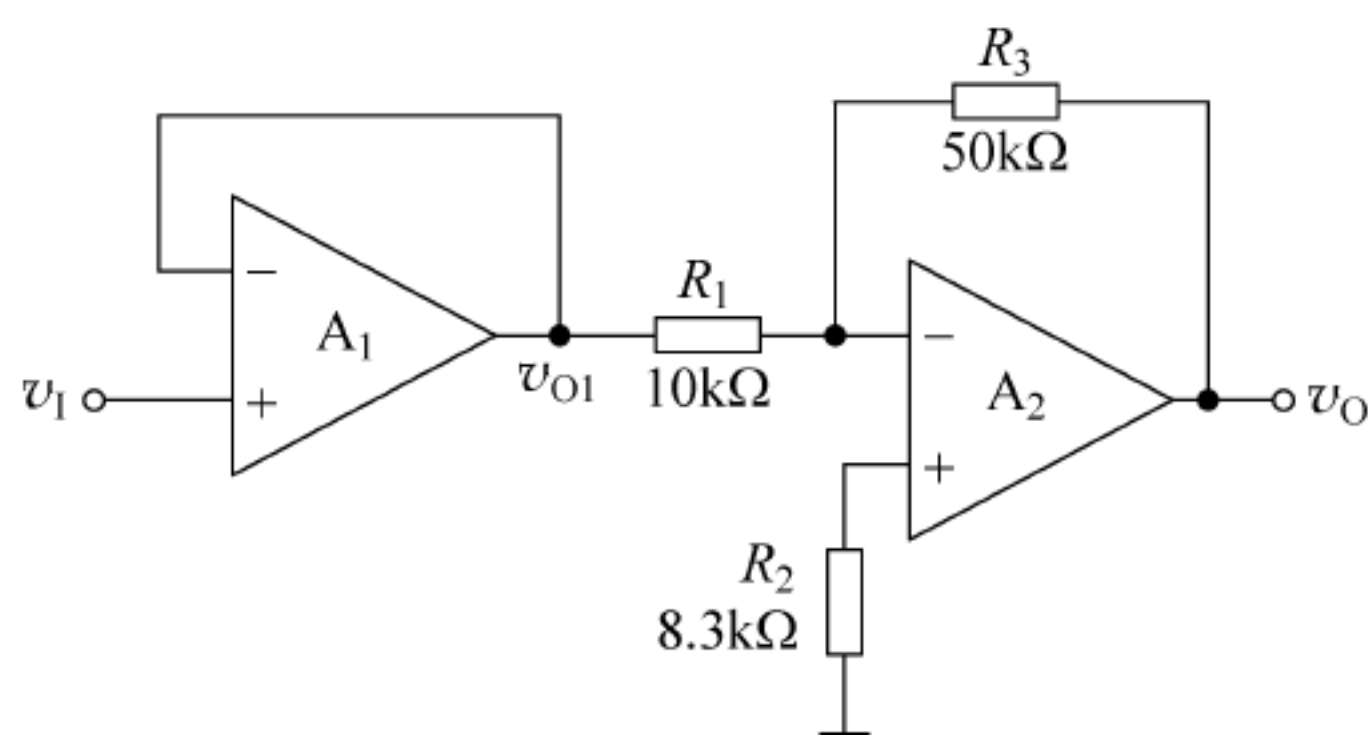 R3
50kΩ
−
A1
+
vI
vO1
R1
10kΩ
−
A2
+
vO
R2
8.3kΩ